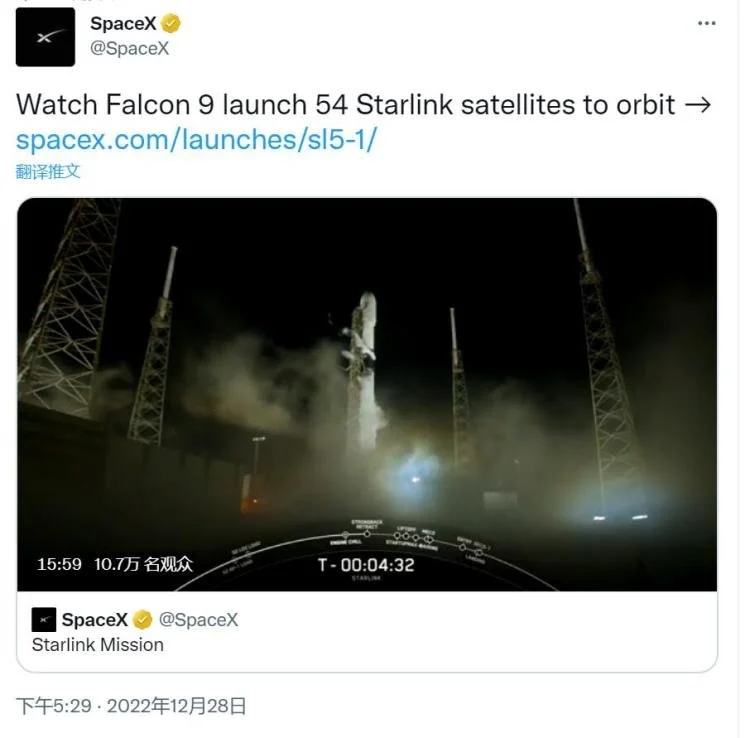 SpaceX
@SpaceX
Watch Falcon 9 launch 54 Starlink satellites to orbit →
spacex.com/launches/sl5-1/
翻译推文
STRONGBACK
RETRACT
LIFTOFF
MECO
ENGINE CHILL
STARTUP
LANDING
T - 00:04:32
STARLINK
15:59 10.7万 名观众
SpaceX @SpaceX
Starlink Mission
下午5:29 · 2022年12月28日